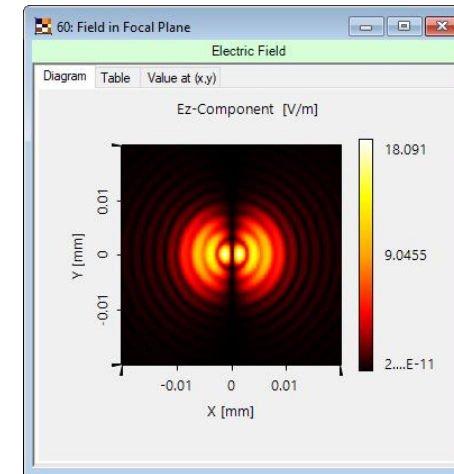 60: Field in Focal Plane
Electric Field
Diagram Table Value at (x,y)
Ez-Component [V/m]
18.091
9.0455
2....E-11
0.01
0
-0.01
Y [mm]
-0.01 0 0.01
X [mm]